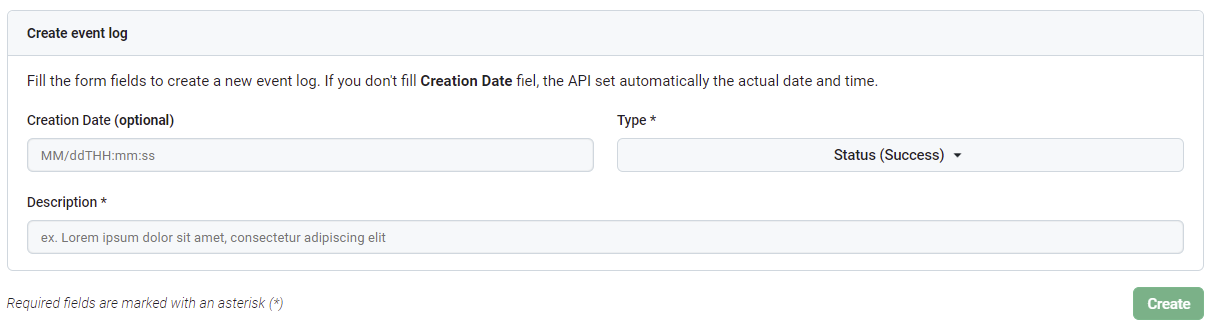 Create event log
Fill the form fields to create a new event log. If you don't fill Creation Date fiel, the API set automatically the actual date and time.
Creation Date (optional)
Type *
MM/ddTHH:mm:ss
Status (Success)
Description *
ex. Lorem ipsum dolor sit amet, consectetur adipiscing elit
Required fields are marked with an asterisk (*)
Create